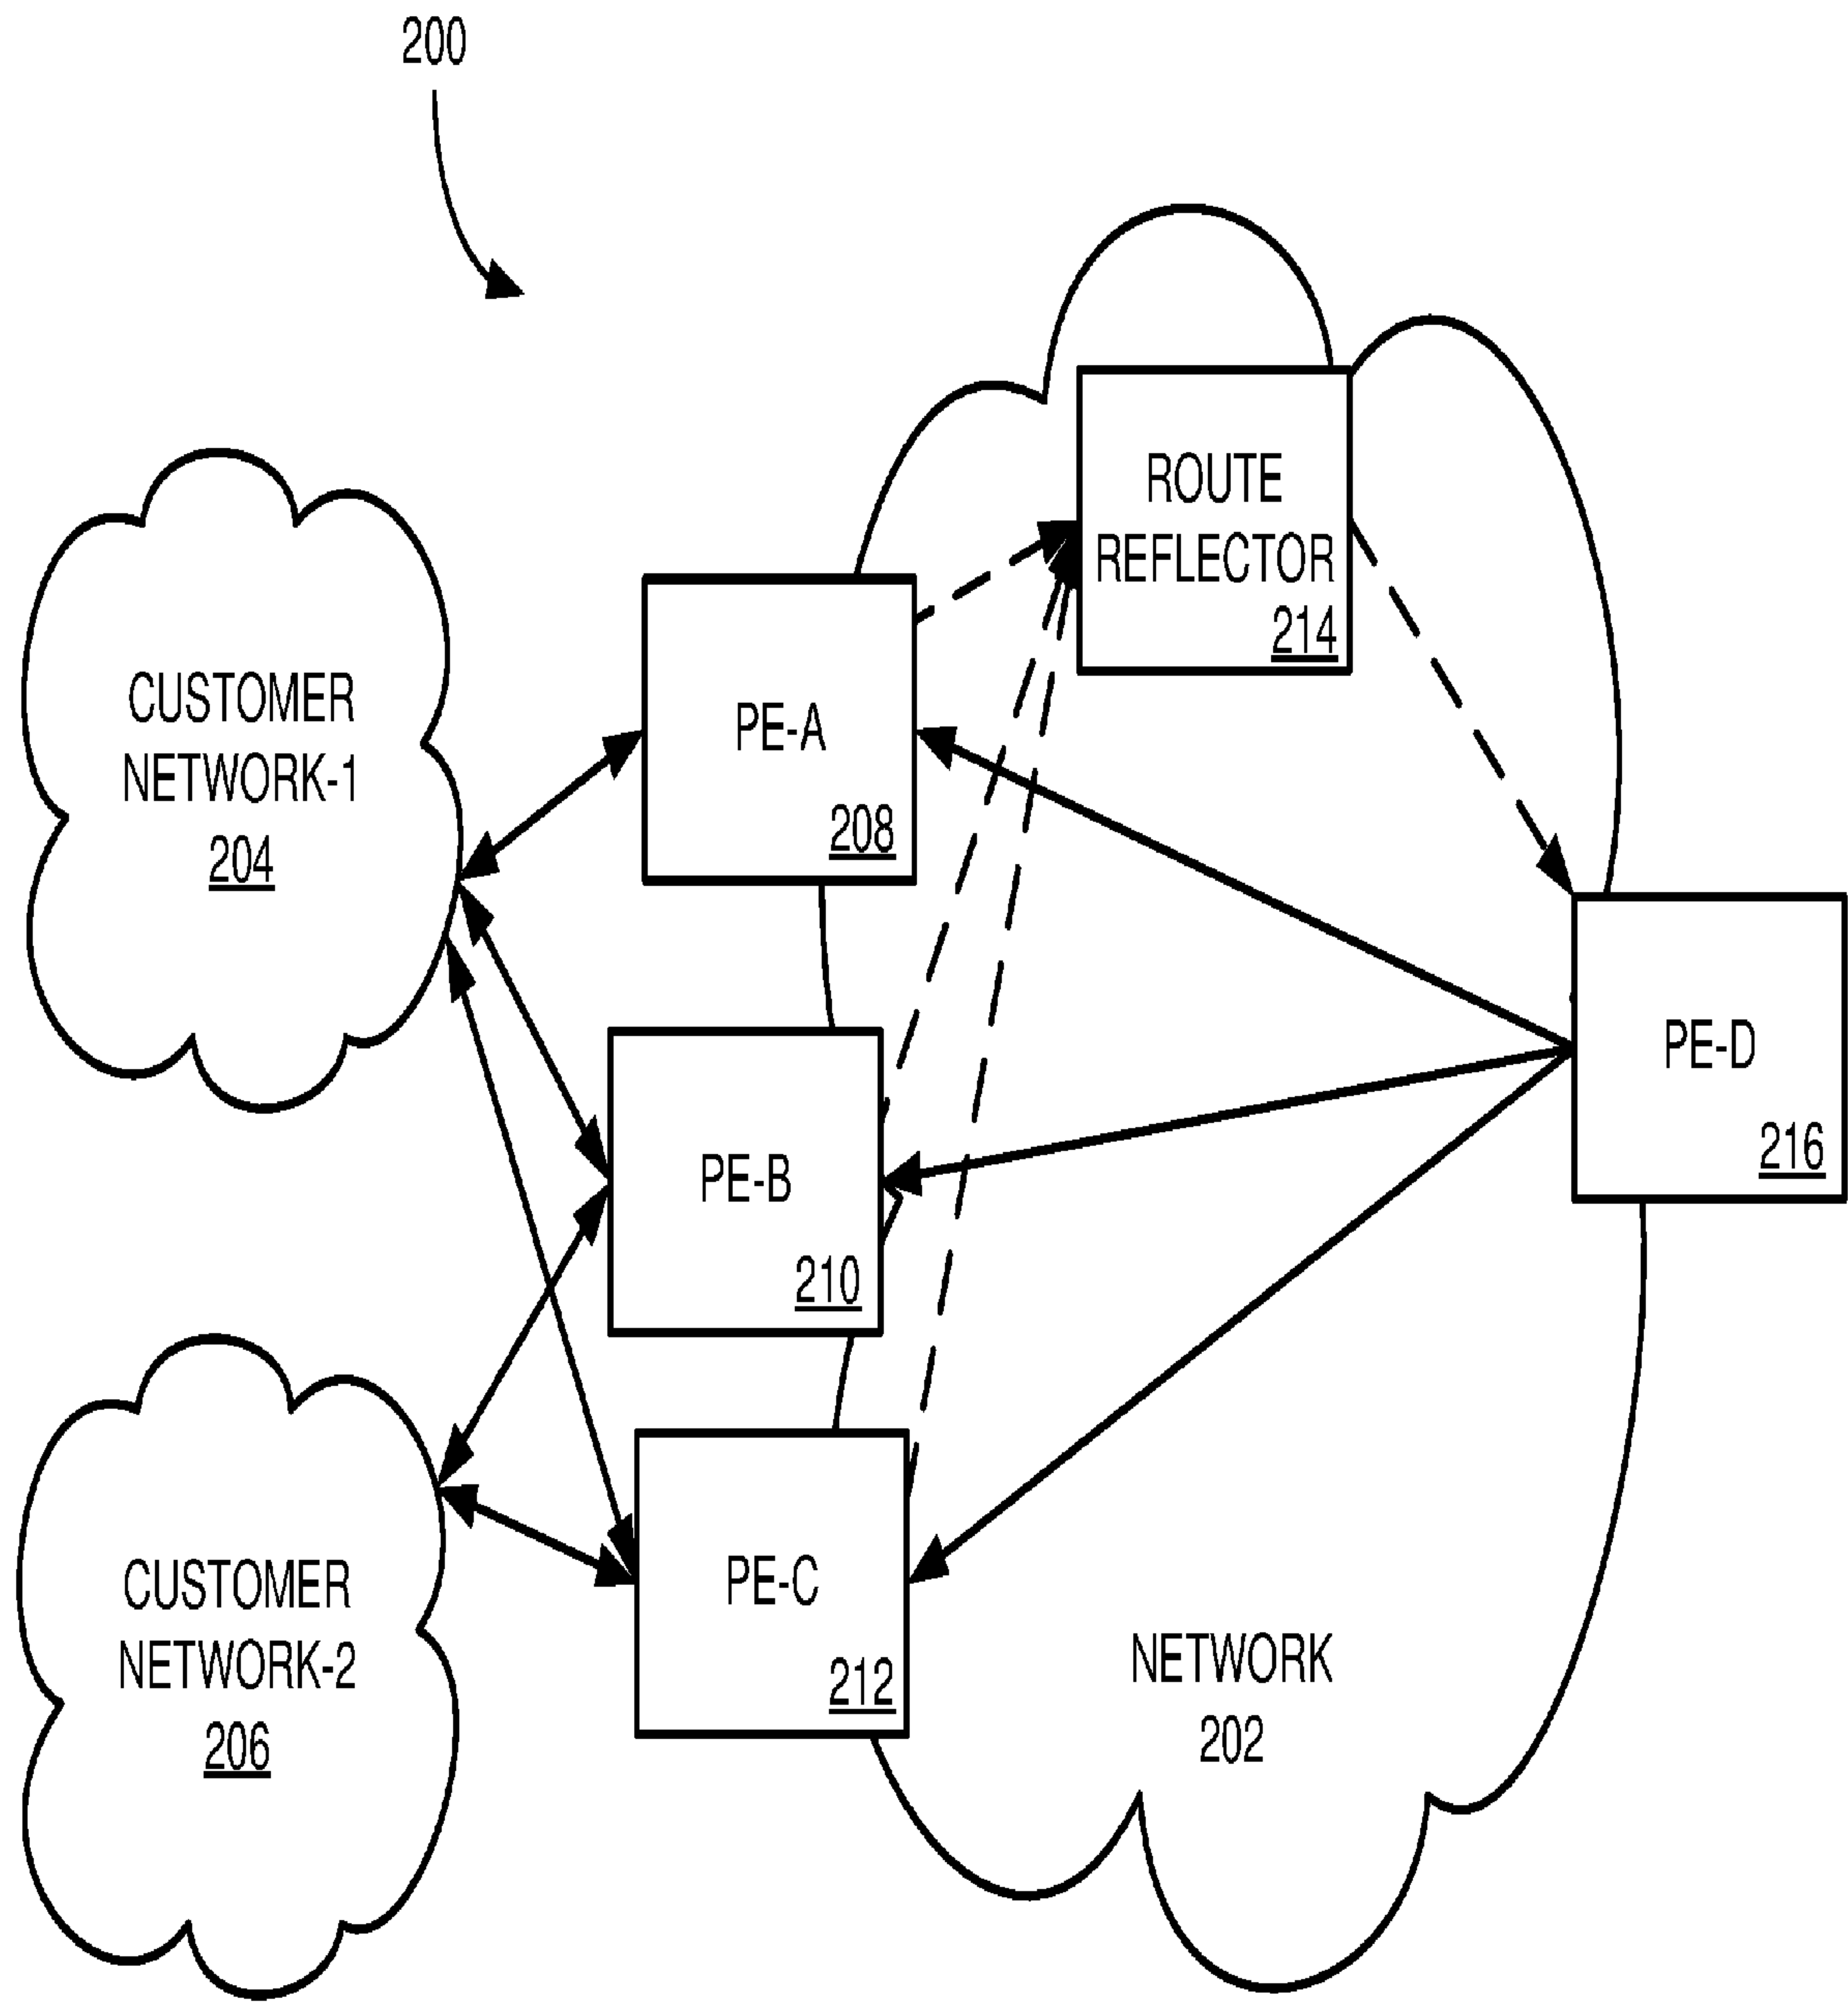 200
ROUTE
REFLECTOR
214
CUSTOMER
NETWORK-1
204
PE-A
208
PE-D
216
PE-B
210
CUSTOMER
NETWORK-2
206
PE-C
212
NETWORK
202